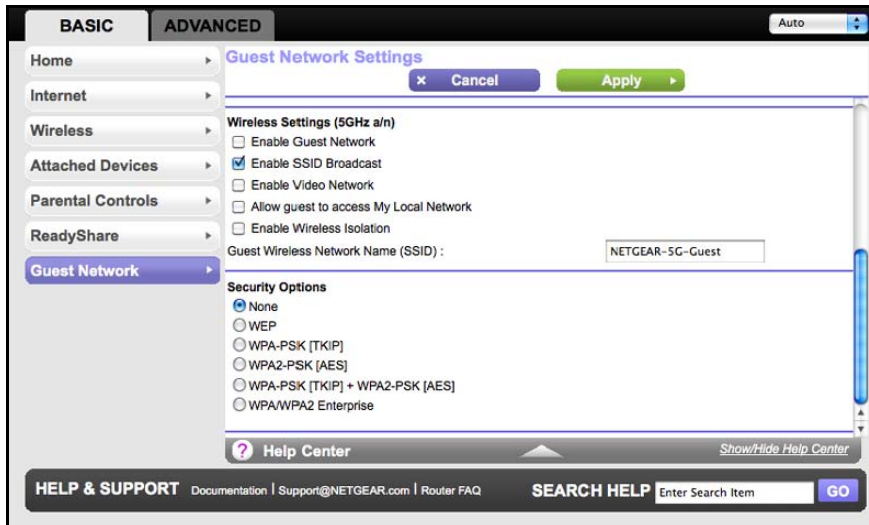 BASIC
ADVANCED
Auto
Home
Internet
Wireless
Attached Devices
Parental Controls
ReadyShare
Guest Network
Guest Network Settings
× Cancel
Apply
Wireless Settings (5GHz a/n)
Enable Guest Network
Enable SSID Broadcast
Enable Video Network
Allow guest to access My Local Network
Enable Wireless Isolation
Guest Wireless Network Name (SSID) : NETGEAR-5G-Guest
Security Options
None
WEP
WPA-PSK [TKIP]
WPA2-PSK [AES]
WPA-PSK [TKIP] + WPA2-PSK [AES]
WPA/WPA2 Enterprise
? Help Center
Show/Hide Help Center
HELP & SUPPORT Documentation | Support@NETGEAR.com | Router FAQ
SEARCH HELP Enter Search Item GO